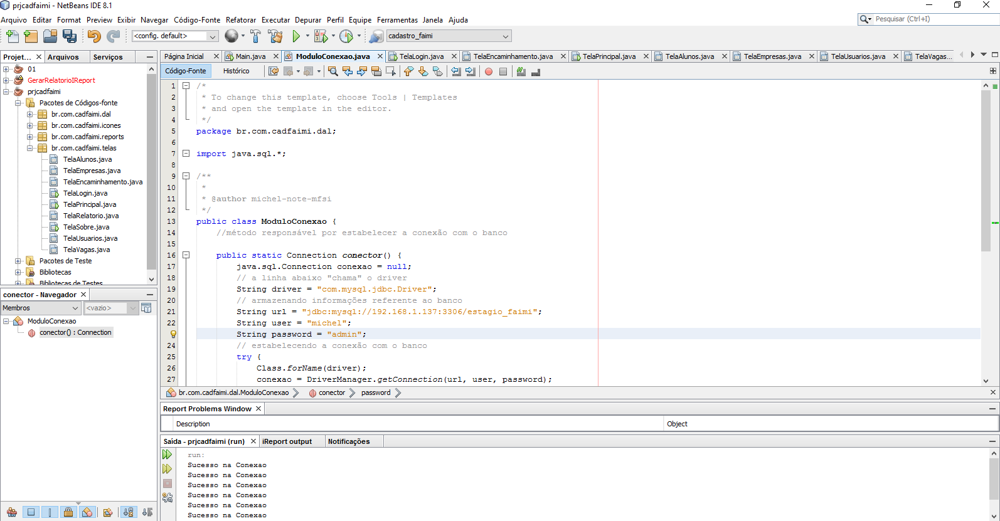 prjcadfaimi - NetBeans IDE 8.1
Arquivo Editar Format Preview Exibir Navegar Código-Fonte Refatorar Executar Depurar Perfil Equipe Ferramentas Janela Ajuda
Pesquisar (Ctrl+I)
<config. default>
cadastro_faimi
Projet... Arquivos Serviços
Página Inicial Main.java ModuloConexao.java TelaLogin.java TelaEncaminhamento.java TelaPrincipal.java TelaAlunos.java TelaEmpresas.java TelaUsuarios.java TelaVagas...
Código-Fonte Histórico
01
GerarRelatorioIReport
prjcadfaimi
Pacotes de Códigos-fonte
br.com.cadfaimi.dal
br.com.cadfaimi.icones
br.com.cadfaimi.reports
br.com.cadfaimi.telas
TelaAlunos.java
TelaEmpresas.java
TelaEncaminhamento.java
TelaLogin.java
TelaPrincipal.java
TelaRelatorio.java
TelaSobre.java
TelaUsuarios.java
TelaVagas.java
Pacotes de Teste
Bibliotecas
Bibliotecas de Testes
conector - Navegador
Membros <vazio>
ModuloConexao
conector() : Connection
1 /*
2 * To change this template, choose Tools | Templates
3 * and open the template in the editor.
4 */
5 package br.com.cadfaimi.dal;
6
7 import java.sql.*;
8
9 /**
10 *
11 * @author michel-note-mfsi
12 */
13 public class ModuloConexao {
14 //método responsável por estabelecer a conexão com o banco
15
16 public static Connection conector() {
17 java.sql.Connection conexao = null;
18 // a linha abaixo "chama" o driver
19 String driver = "com.mysql.jdbc.Driver";
20 // armazenando informações referente ao banco
21 String url = "jdbc:mysql://192.168.1.137:3306/estagio_faimi";
22 String user = "michel";
String password = "admin";
24 // estabelecendo a conexão com o banco
25 try {
26 Class.forName(driver);
27 conexao = DriverManager.getConnection(url, user, password);
br.com.cadfaimi.dal.ModuloConexao conector password
Report Problems Window
Description Object
Saída - prjcadfaimi (run) iReport output Notificações
run:
Sucesso na Conexao
Sucesso na Conexao
Sucesso na Conexao
Sucesso na Conexao
Sucesso na Conexao
Sucesso na Conexao